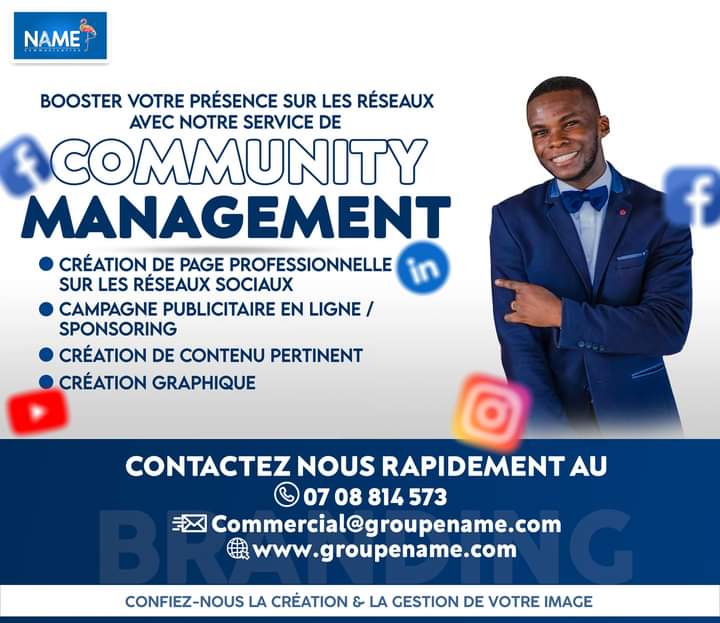 NAME
COMMUNICATION
BOOSTER VOTRE PRÉSENCE SUR LES RÉSEAUX
AVEC NOTRE SERVICE DE
COMMUNITY
MANAGEMENT
CRÉATION DE PAGE PROFESSIONNELLE
SUR LES RÉSEAUX SOCIAUX
in
CAMPAGNE PUBLICITAIRE EN LIGNE /
SPONSORING
CRÉATION DE CONTENU PERTINENT
CRÉATION GRAPHIQUE
CONTACTEZ NOUS RAPIDEMENT AU
07 08 814 573
Commercial@groupename.com
www.groupename.com
BRANDING
CONFIEZ-NOUS LA CRÉATION & LA GESTION DE VOTRE IMAGE